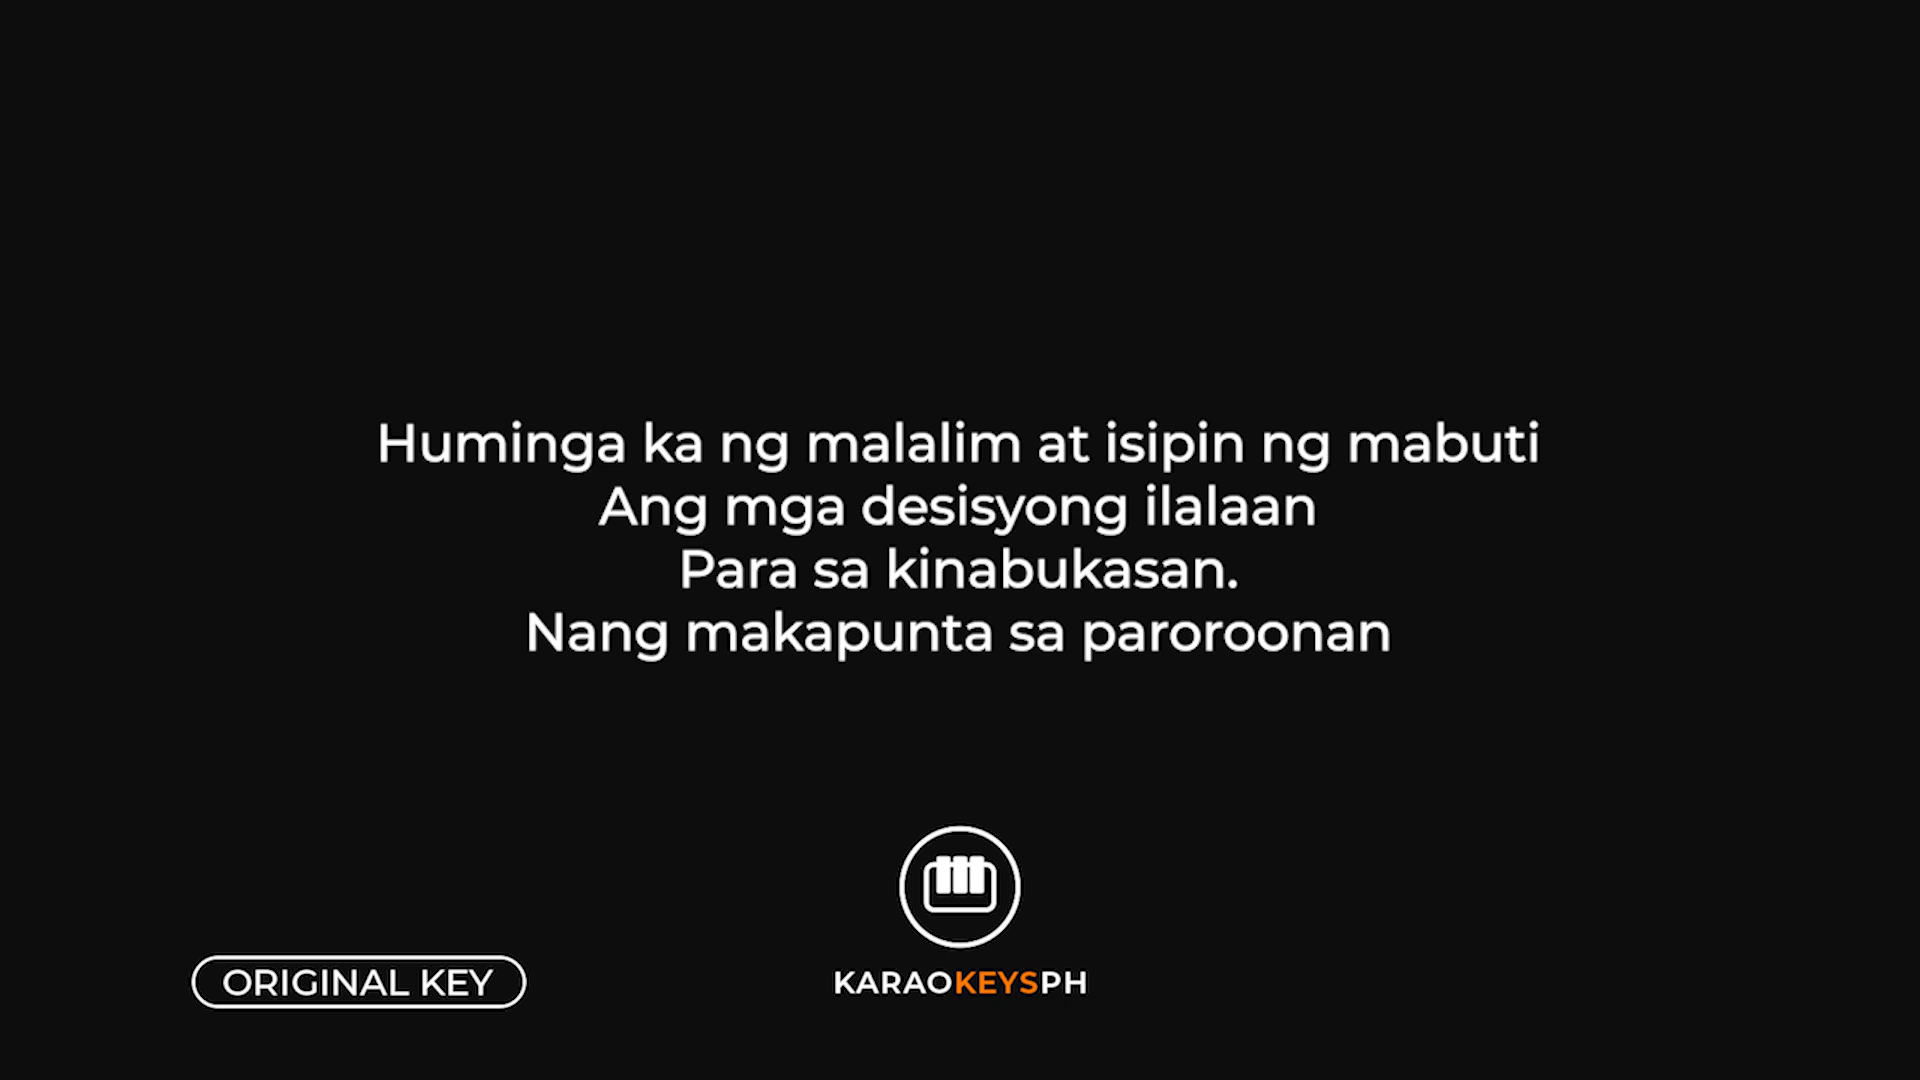 Huminga ka ng malalim at isipin ng mabuti
Ang mga desisyong ilalaan
Para sa kinabukasan.
Nang makapunta sa paroroonan
ORIGINAL KEY
KARAOKEYSPH